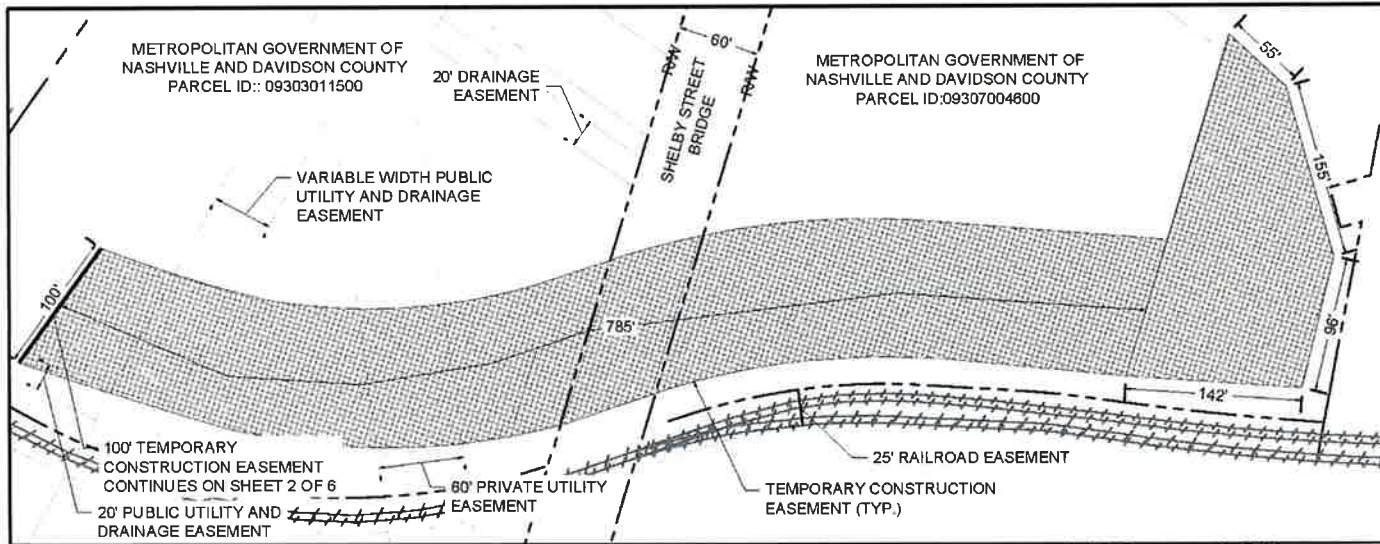 METROPOLITAN GOVERNMENT OF
NASHVILLE AND DAVIDSON COUNTY
PARCEL ID:: 09303011500
20' DRAINAGE
EASEMENT
R/W
60'
R/W
SHELBY STREET
BRIDGE
METROPOLITAN GOVERNMENT OF
NASHVILLE AND DAVIDSON COUNTY
PARCEL ID:09307004600
55'
155'
96'
142'
VARIABLE WIDTH PUBLIC
UTILITY AND DRAINAGE
EASEMENT
100'
785'
100' TEMPORARY
CONSTRUCTION EASEMENT
CONTINUES ON SHEET 2 OF 6
20' PUBLIC UTILITY AND
DRAINAGE EASEMENT
60' PRIVATE UTILITY
EASEMENT
25' RAILROAD EASEMENT
TEMPORARY CONSTRUCTION
EASEMENT (TYP.)